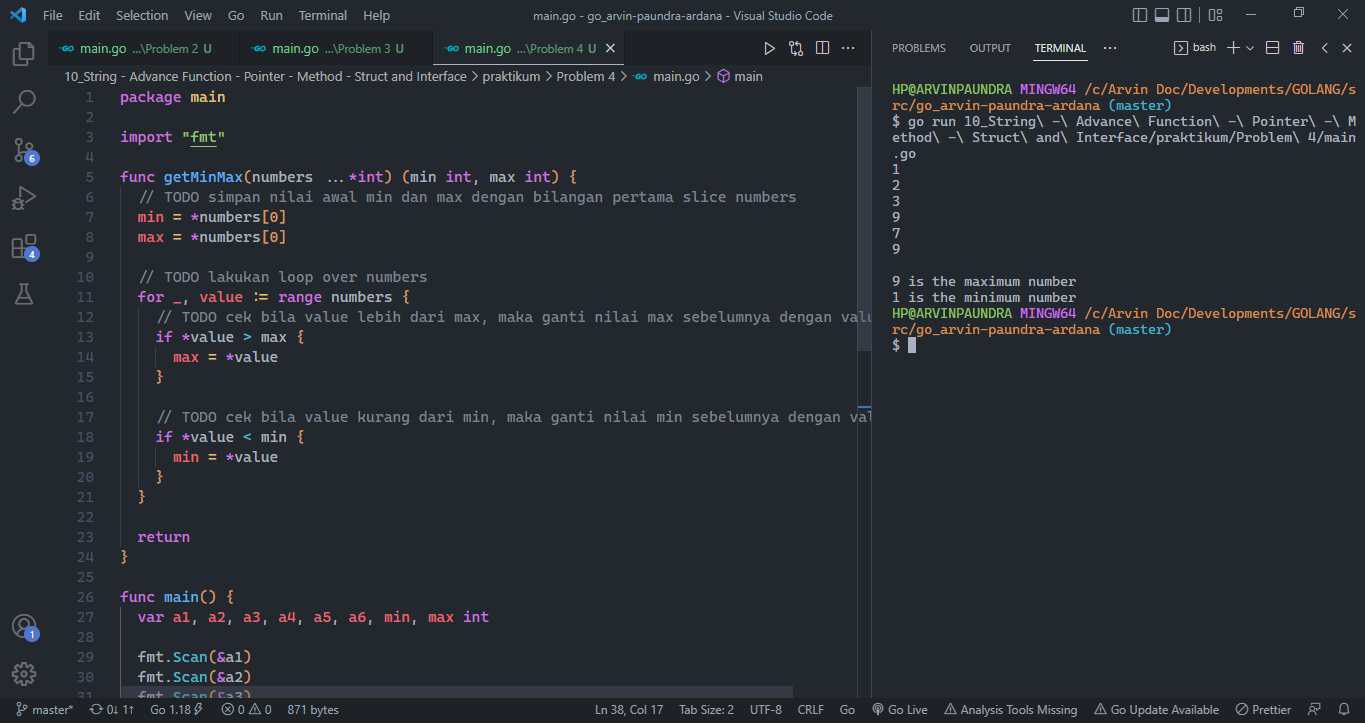 File Edit Selection View Go Run Terminal Help
main.go - go_arvin-paundra-ardana - Visual Studio Code
main.go ...\Problem 2 U
main.go ...\Problem 3 U
main.go ...\Problem 4 U
10_String - Advance Function - Pointer - Method - Struct and Interface > praktikum > Problem 4 > main.go > main
1 package main
2
3 import "fmt"
4
5 func getMinMax(numbers ...*int) (min int, max int) {
6 // TODO simpan nilai awal min dan max dengan bilangan pertama slice numbers
7 min = *numbers[0]
8 max = *numbers[0]
9
10 // TODO lakukan loop over numbers
11 for _, value := range numbers {
12 // TODO cek bila value lebih dari max, maka ganti nilai max sebelumnya dengan valu
13 if *value > max {
14 max = *value
15 }
16
17 // TODO cek bila value kurang dari min, maka ganti nilai min sebelumnya dengan val
18 if *value < min {
19 min = *value
20 }
21 }
22
23 return
24 }
25
26 func main() {
27 var a1, a2, a3, a4, a5, a6, min, max int
28
29 fmt.Scan(&a1)
30 fmt.Scan(&a2)
31 fmt.Scan(&a3)
PROBLEMS OUTPUT TERMINAL ... bash
HP@ARVINPAUNDRA MINGW64 /c/Arvin Doc/Developments/GOLANG/s
rc/go_arvin-paundra-ardana (master)
$ go run 10_String\ -\ Advance\ Function\ -\ Pointer\ -\ M
ethod\ -\ Struct\ and\ Interface/praktikum/Problem\ 4/main
.go
1
2
3
9
7
9
9 is the maximum number
1 is the minimum number
HP@ARVINPAUNDRA MINGW64 /c/Arvin Doc/Developments/GOLANG/s
rc/go_arvin-paundra-ardana (master)
$
6
4
1
master* 0↓ 1↑ Go 1.18 0 0 871 bytes
Ln 38, Col 17 Tab Size: 2 UTF-8 CRLF Go Go Live Analysis Tools Missing Go Update Available Prettier